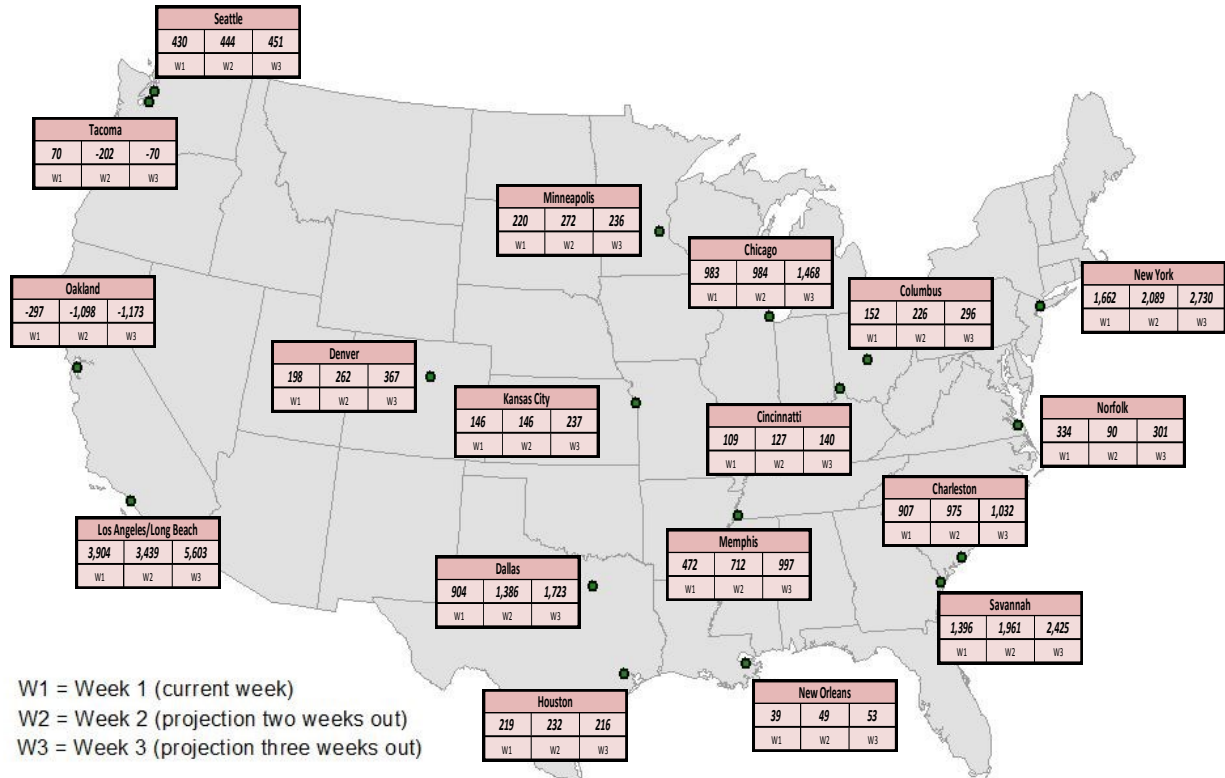 Seattle
430 444 451
W1 W2 W3
Tacoma
70 -202 -70
W1 W2 W3
Minneapolis
220 272 236
W1 W2 W3
Chicago
983 984 1,468
W1 W2 W3
Oakland
-297 -1,098 -1,173
W1 W2 W3
Columbus
152 226 296
W1 W2 W3
New York
1,662 2,089 2,730
W1 W2 W3
Denver
198 262 367
W1 W2 W3
Kansas City
146 146 237
W1 W2 W3
Cincinnatti
109 127 140
W1 W2 W3
Norfolk
334 90 301
W1 W2 W3
Los Angeles/Long Beach
3,904 3,439 5,603
W1 W2 W3
Charleston
907 975 1,032
W1 W2 W3
Memphis
472 712 997
W1 W2 W3
Dallas
904 1,386 1,723
W1 W2 W3
Savannah
1,396 1,961 2,425
W1 W2 W3
Houston
219 232 216
W1 W2 W3
New Orleans
39 49 53
W1 W2 W3
W1 = Week 1 (current week)
W2 = Week 2 (projection two weeks out)
W3 = Week 3 (projection three weeks out)